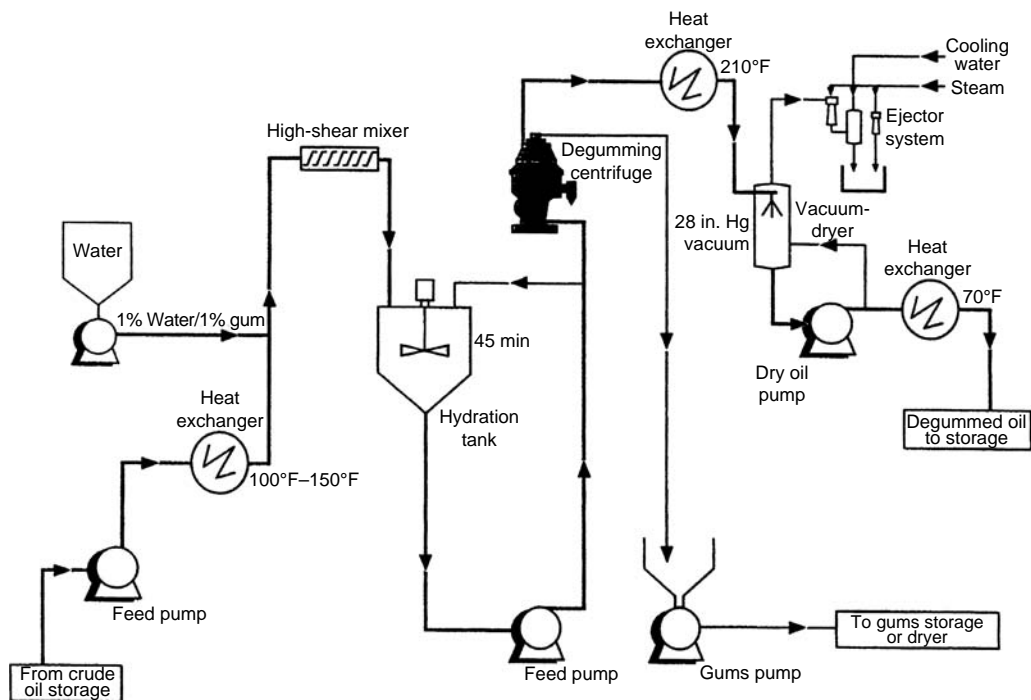 Heat
exchanger
210°F
Cooling
water
Steam
Ejector
system
High-shear mixer
Degumming
centrifuge
28 in. Hg
vacuum
Vacuum-
dryer
Heat
exchanger
70°F
Water
1% Water/1% gum
45 min
Hydration
tank
Dry oil
pump
Degummed oil
to storage
Heat
exchanger
100°F–150°F
Feed pump
From crude
oil storage
Feed pump
Gums pump
To gums storage
or dryer